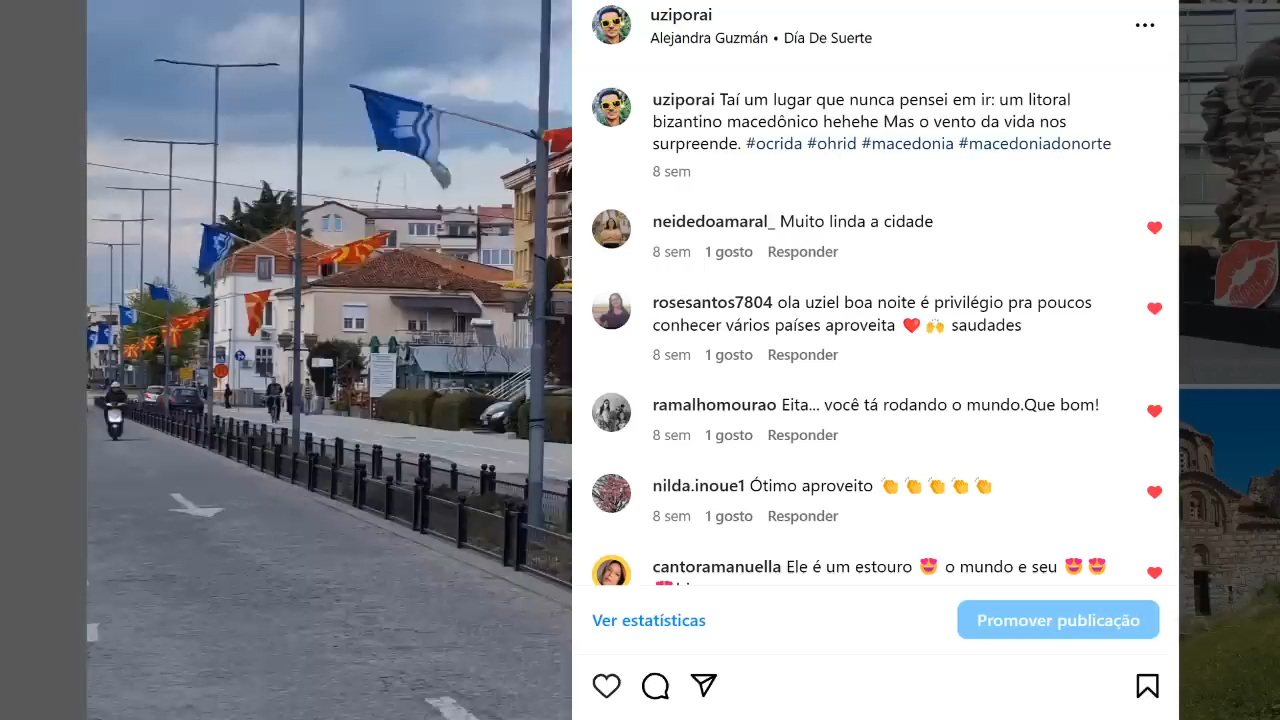 uziporai
Alejandra Guzmán • Día De Suerte
uziporai Taí um lugar que nunca pensei em ir: um litoral
bizantino macedônico hehehe Mas o vento da vida nos
surpreende. #ocrida #ohrid #macedonia #macedoniadonorte
8 sem
neidedoamaral_ Muito linda a cidade
8 sem 1 gosto Responder
rosesantos7804 ola uziel boa noite é privilégio pra poucos
conhecer vários países aproveita ❤️ 🙌 saudades
8 sem 1 gosto Responder
ramalhomourao Eita... você tá rodando o mundo.Que bom!
8 sem 1 gosto Responder
nilda.inoue1 Ótimo aproveito 👏 👏 👏 👏 👏
8 sem 1 gosto Responder
cantoramanuella Ele é um estouro 😍 o mundo e seu 😍 😍
Ver estatísticas
Promover publicação